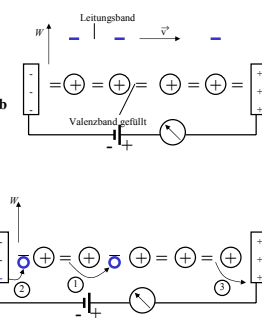 Leitungsband
W
v
- + + + + +
b
Valenzband gefüllt
- +
W
- + + + + +
2 1 3
- +